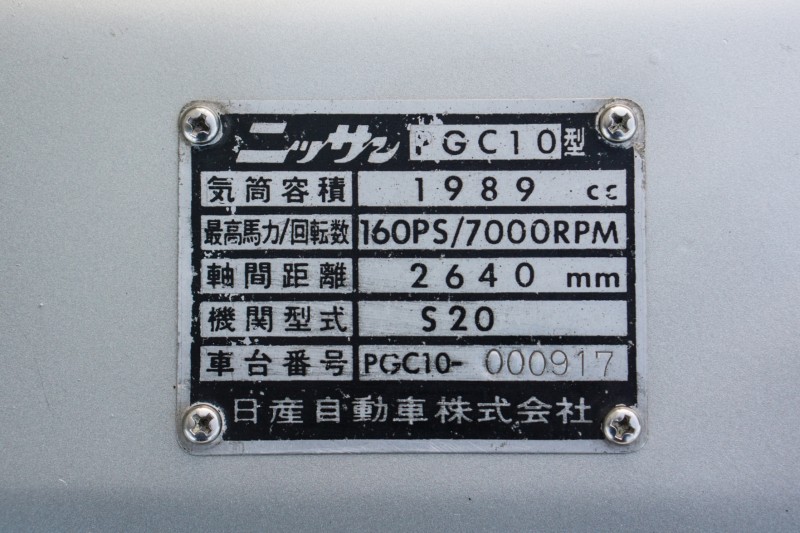 ニッサン PGC10型
気筒容積 1989 cc
最高馬力/回転数 160PS/7000RPM
軸間距離 2640 mm
機関型式 S20
車台番号 PGC10- 000917
日産自動車株式会社